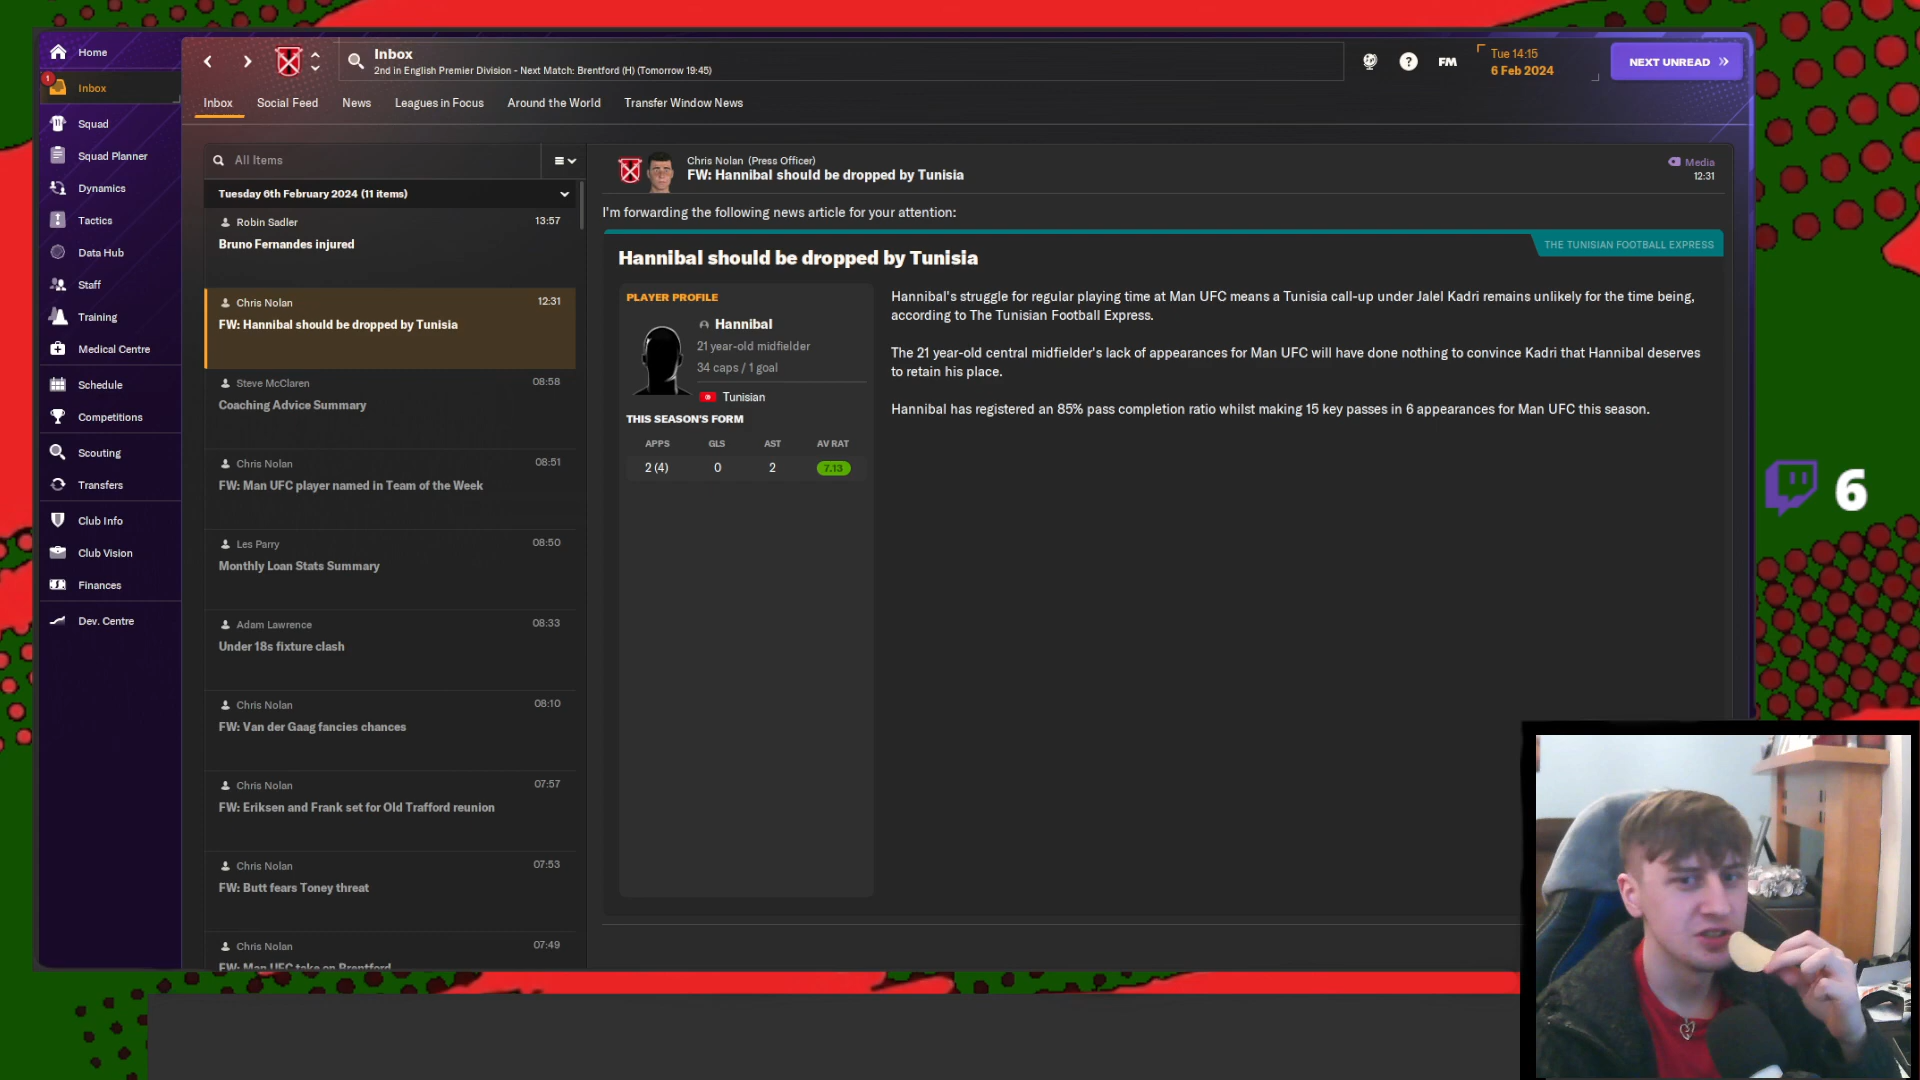 Home
1
Inbox
Squad
Squad Planner
Dynamics
Tactics
Data Hub
Staff
Training
Medical Centre
Schedule
Competitions
Scouting
Transfers
Club Info
Club Vision
Finances
Dev. Centre
Inbox
2nd in English Premier Division - Next Match: Brentford (H) (Tomorrow 19:45)
?
FM
Tue 14:15
6 Feb 2024
NEXT UNREAD
Inbox Social Feed News Leagues in Focus Around the World Transfer Window News
All Items
Tuesday 6th February 2024 (11 items)
Robin Sadler 13:57
Bruno Fernandes injured
Chris Nolan 12:31
FW: Hannibal should be dropped by Tunisia
Steve McClaren 08:58
Coaching Advice Summary
Chris Nolan 08:51
FW: Man UFC player named in Team of the Week
Les Parry 08:50
Monthly Loan Stats Summary
Adam Lawrence 08:33
Under 18s fixture clash
Chris Nolan 08:10
FW: Van der Gaag fancies chances
Chris Nolan 07:57
FW: Eriksen and Frank set for Old Trafford reunion
Chris Nolan 07:53
FW: Butt fears Toney threat
Chris Nolan 07:49
FW: Man UFC take on Brentford
Chris Nolan (Press Officer)
FW: Hannibal should be dropped by Tunisia
Media
12:31
I'm forwarding the following news article for your attention:
THE TUNISIAN FOOTBALL EXPRESS
Hannibal should be dropped by Tunisia
PLAYER PROFILE
Hannibal
21 year-old midfielder
34 caps / 1 goal
Tunisian
THIS SEASON'S FORM
APPS GLS AST AV RAT
2 (4) 0 2 7.13
Hannibal's struggle for regular playing time at Man UFC means a Tunisia call-up under Jalel Kadri remains unlikely for the time being,
according to The Tunisian Football Express.
The 21 year-old central midfielder's lack of appearances for Man UFC will have done nothing to convince Kadri that Hannibal deserves
to retain his place.
Hannibal has registered an 85% pass completion ratio whilst making 15 key passes in 6 appearances for Man UFC this season.
6